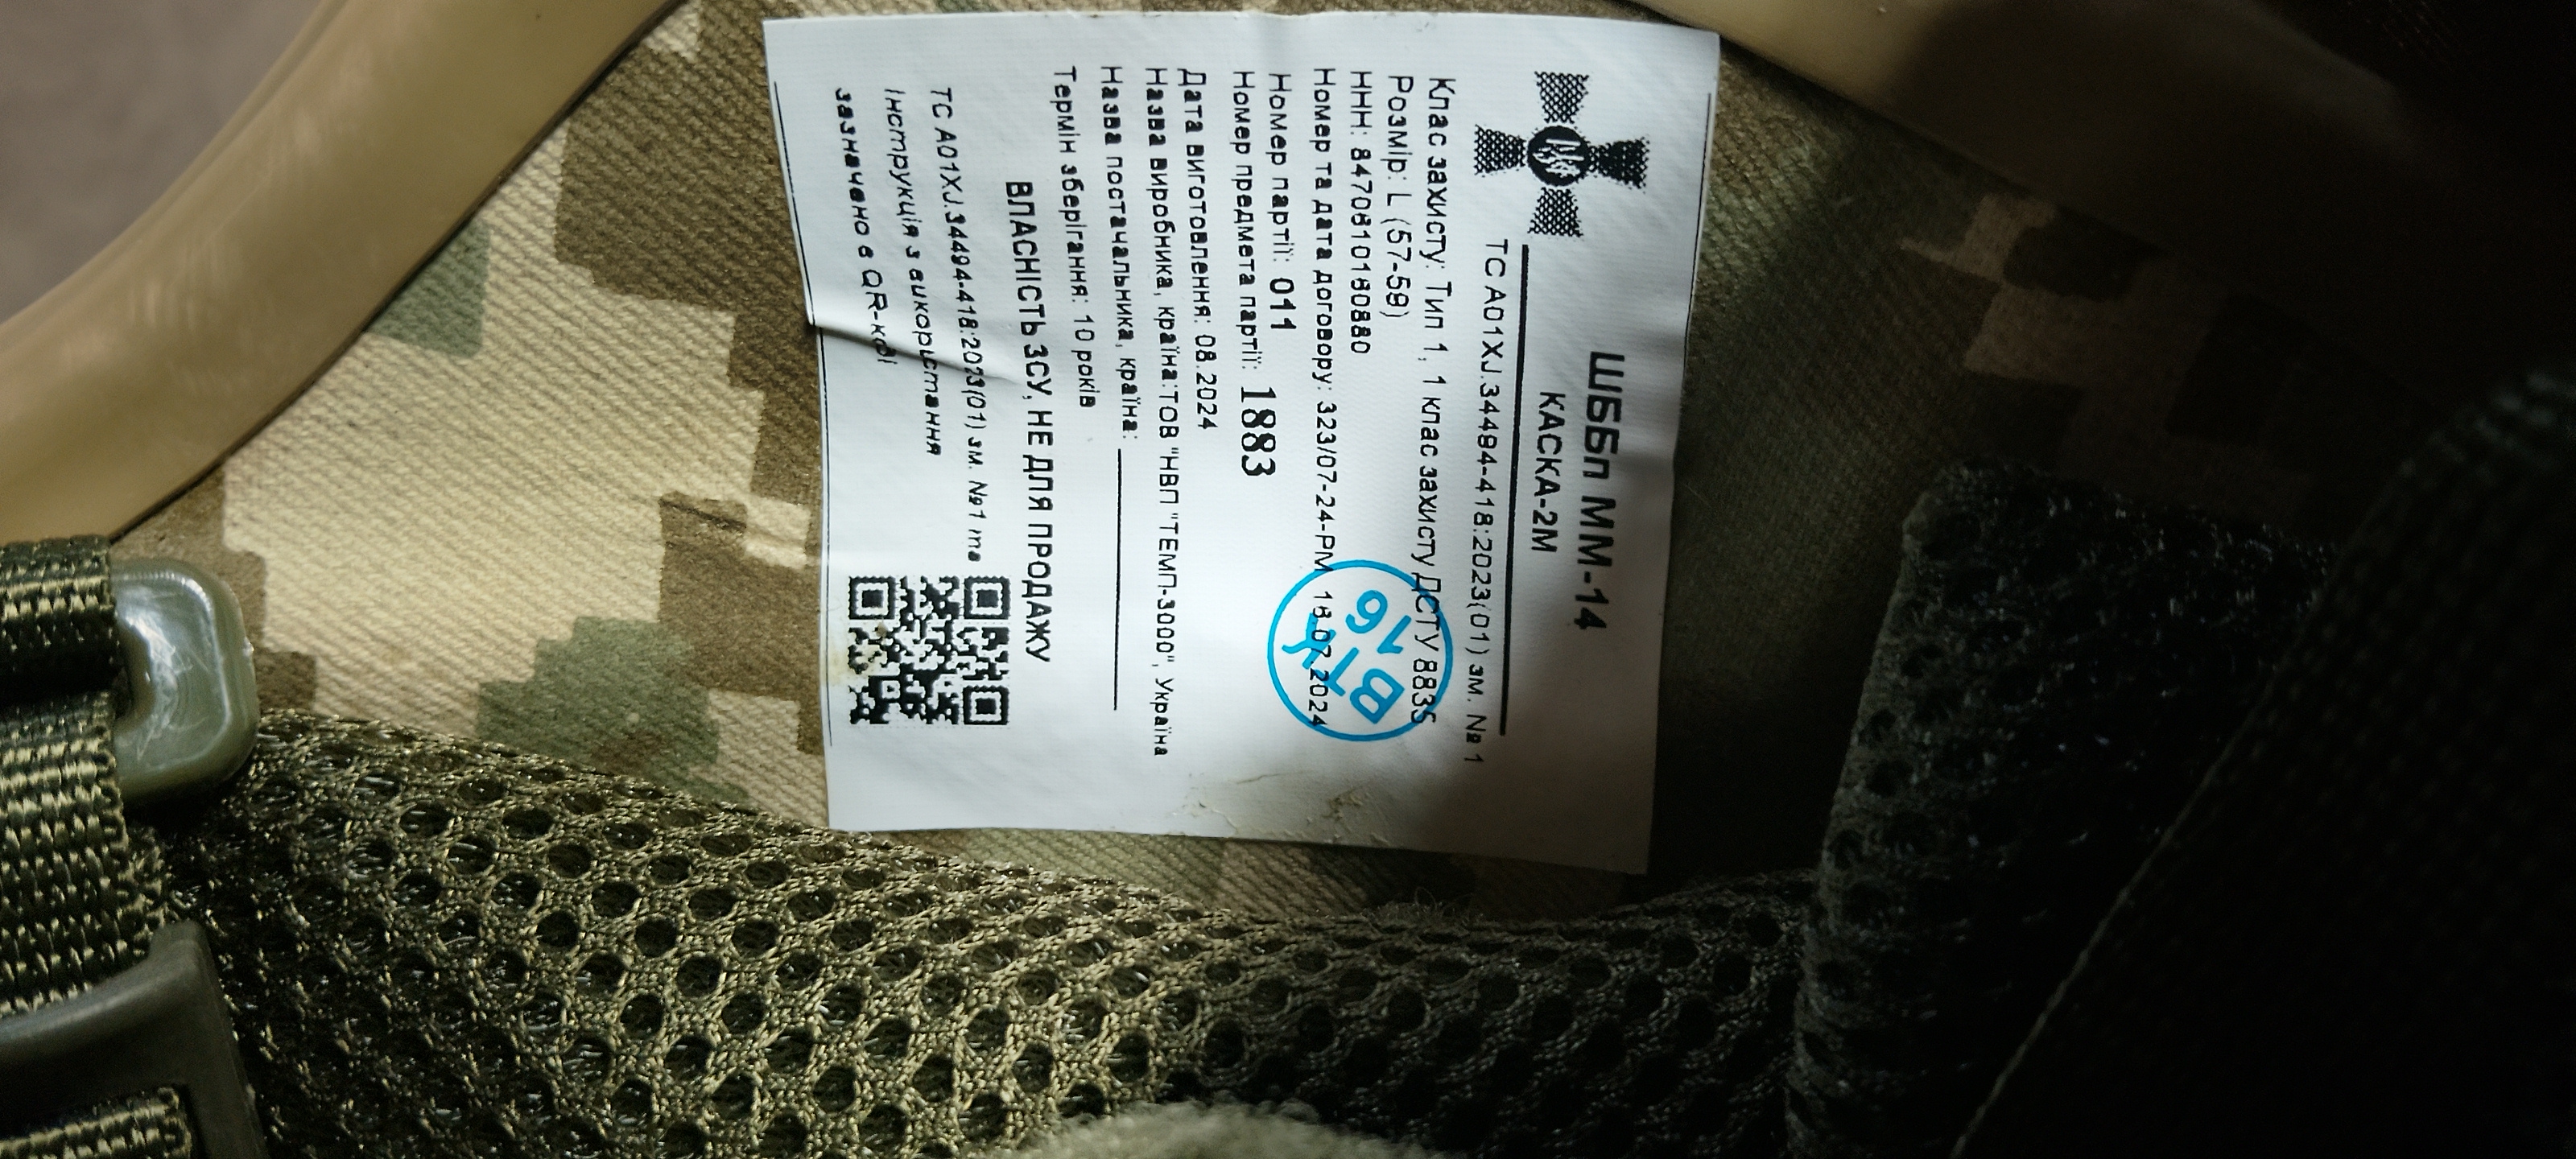 ШББп ММ-14
КАСКА-2М
ТС А01XJ.34494-418:2023(01) зм. №1
Клас захисту: Тип 1, 1 клас захисту ДСТУ 8835
Розмір: L (57-59)
ННН: 8470610160880
Номер та дата договору: 323/07-24-РМ 18.07.2024
Номер партії: 011
Номер предмета партії: 1883
Дата виготовлення: 08.2024
Назва виробника, країна:ТОВ "НВП "ТЕМП-3000", Україна
Назва постачальника, країна:
Термін зберігання: 10 років
ВЛАСНІСТЬ ЗСУ, НЕ ДЛЯ ПРОДАЖУ
ТС А01XJ.34494-418:2023(01) зм. №1 та
інструкція з використання
зазначено в QR-коді
ВТК
16